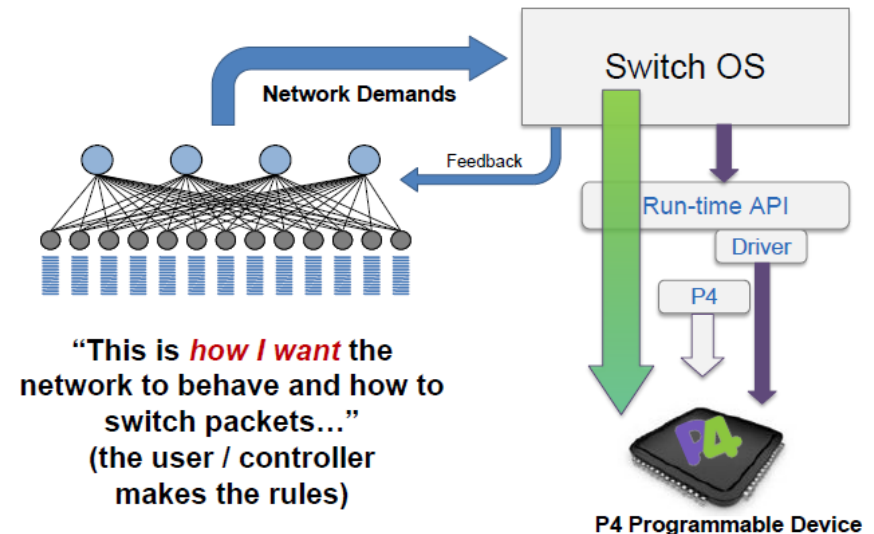 Switch OS
Network Demands
Feedback
Run-time API
Driver
P4
“This is how I want the
network to behave and how to
switch packets…”
(the user / controller
makes the rules)
P4
P4 Programmable Device